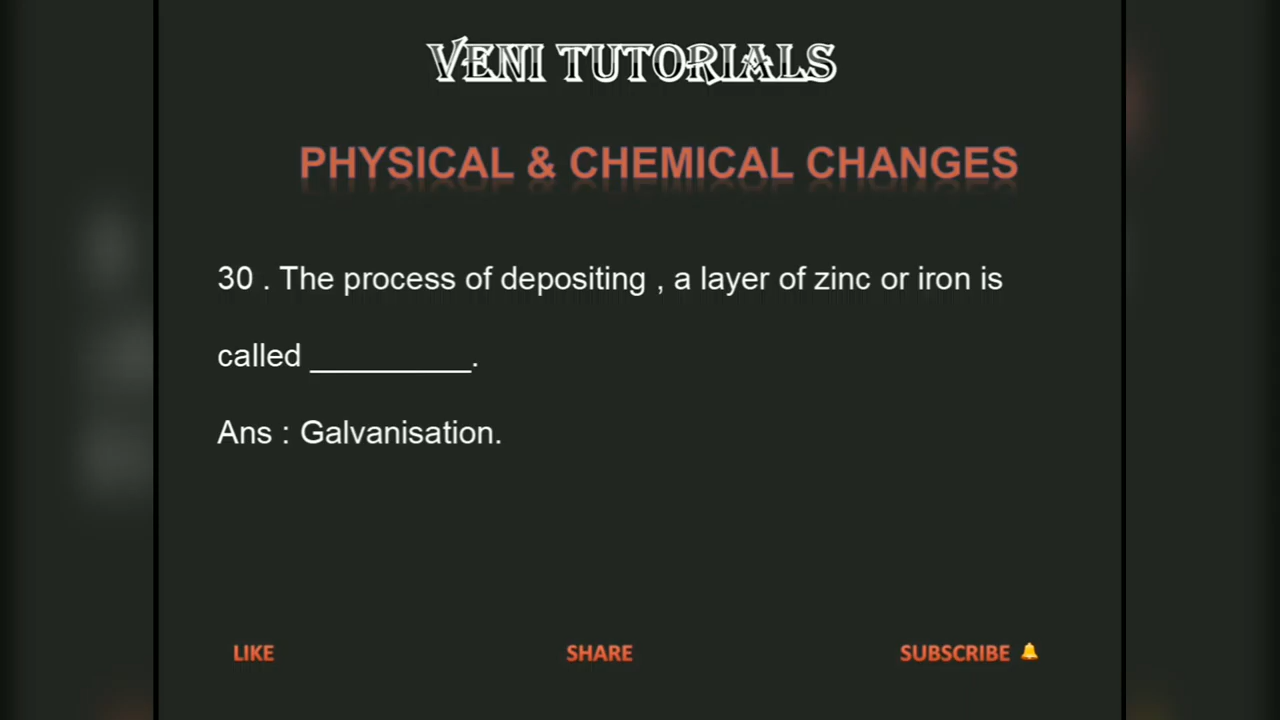 VENI TUTORIALS
PHYSICAL & CHEMICAL CHANGES
30 . The process of depositing , a layer of zinc or iron is
called __________.
Ans : Galvanisation.
LIKE SHARE SUBSCRIBE 🔔